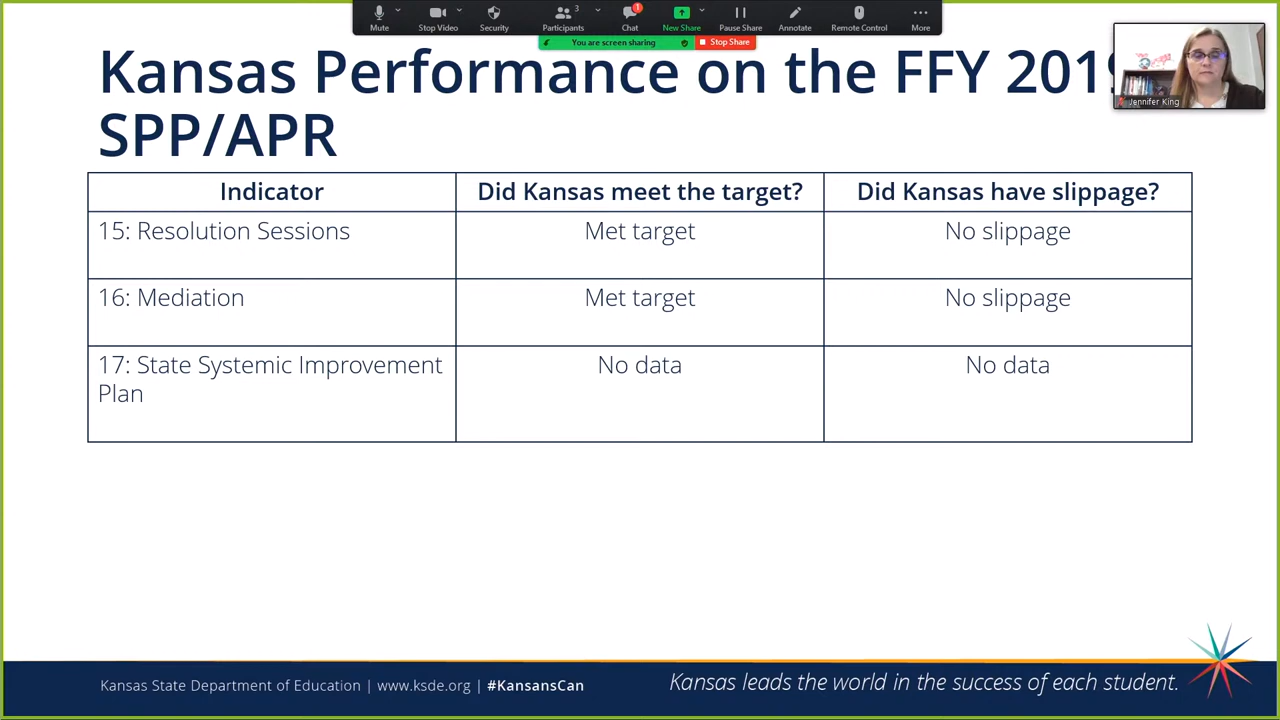 Mute
Stop Video
Security
3
Participants
1
Chat
New Share
Pause Share
Annotate
Remote Control
More
You are screen sharing
Stop Share
Kansas Performance on the FFY 2019
SPP/APR
Jennifer King
Indicator
Did Kansas meet the target?
Did Kansas have slippage?
15: Resolution Sessions
Met target
No slippage
16: Mediation
Met target
No slippage
17: State Systemic Improvement
Plan
No data
No data
Kansas State Department of Education | www.ksde.org | #KansansCan
Kansas leads the world in the success of each student.